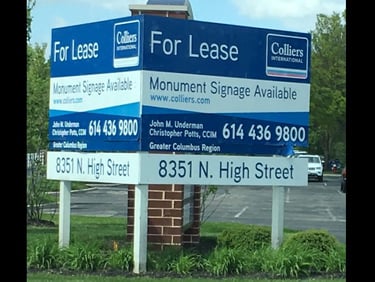 For Lease
Colliers
INTERNATIONAL
Monument Signage Available
www.colliers.com
John M. Underman
Christopher Potts, CCIM
614 436 9800
Greater Columbus Region
8351 N. High Street
For Lease
Colliers
INTERNATIONAL
Monument Signage Available
www.colliers.com
John M. Underman
Christopher Potts, CCIM
614 436 9800
Greater Columbus Region
8351 N. High Street